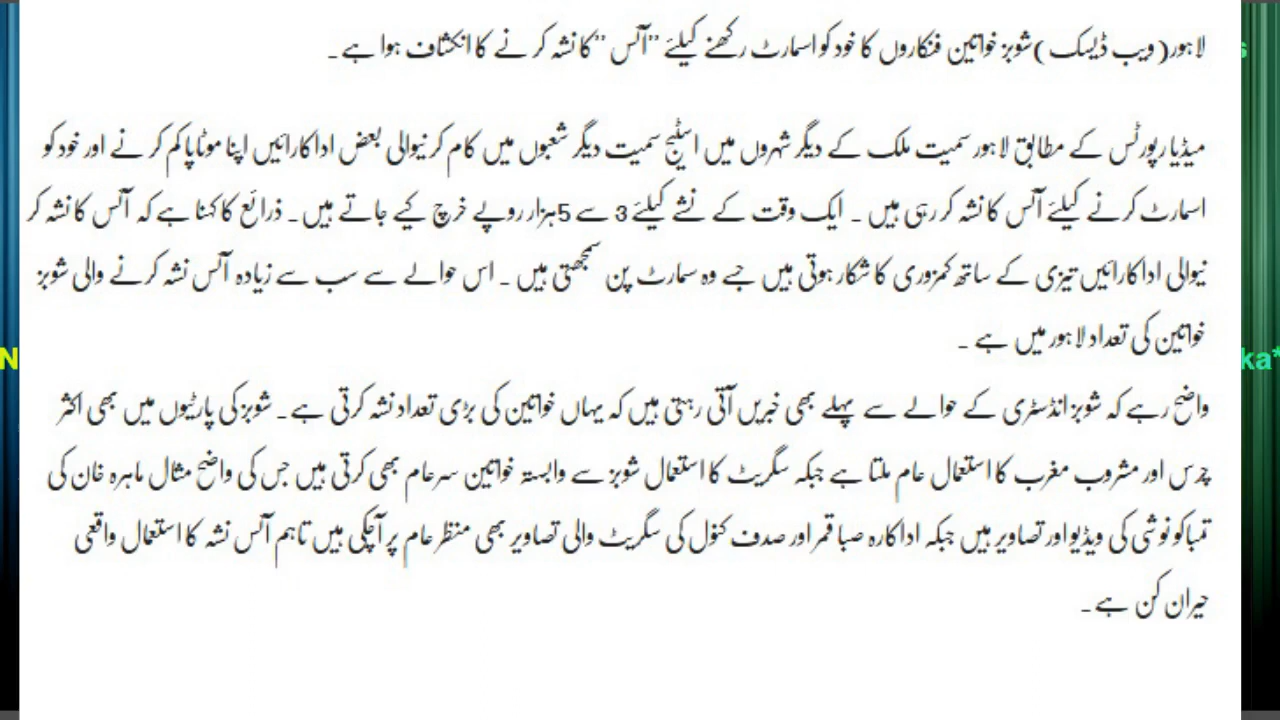 لاہور(ویب ڈیسک)شوبز خواتین فنکاروں کا خود کو اسمارٹ رکھنے کیلئے ”آئس“کا نشہ کرنے کا انکشاف ہوا ہے۔
میڈیا رپورٹس کے مطابق لاہور سمیت ملک کے دیگر شہروں میں اسٹیج سمیت دیگر شعبوں میں کام کرنیوالی بعض اداکارائیں اپنا موٹاپا کم کرنے اور خود کو
اسمارٹ کرنے کیلئے آئس کا نشہ کر رہی ہیں ۔ ایک وقت کے نشے کیلئے 3 سے 5ہزار روپے خرچ کیے جاتے ہیں۔ ذرائع کا کہنا ہے کہ آئس کا نشہ کر
نیوالی اداکارائیں تیزی کے ساتھ کمزوری کا شکار ہوتی ہیں جسے وہ سمارٹ پن سمجھتی ہیں ۔ اس حوالے سے سب سے زیادہ آئس نشہ کرنے والی شوبز
خواتین کی تعداد لاہور میں ہے ۔
واضح رہے کہ شوبز انڈسٹری کے حوالے سے پہلے بھی خبریں آتی رہتی ہیں کہ یہاں خواتین کی بڑی تعداد نشہ کرتی ہے۔ شوبز کی پارٹیوں میں بھی اکثر
چرس اور مشروب مغرب کا استعمال عام ملتا ہے جبکہ سگریٹ کا استعمال شوبز سے وابستہ خواتین سرعام بھی کرتی ہیں جس کی واضح مثال ماہرہ خان کی
تمباکو نوشی کی ویڈیو اور تصاویر ہیں جبکہ اداکارہ صبا قمر اور صدف کنول کی سگریٹ والی تصاویر بھی منظر عام پر آچکی ہیں تاہم آئس نشہ کا استعمال واقعی
حیران کن ہے۔
N
s
ka*